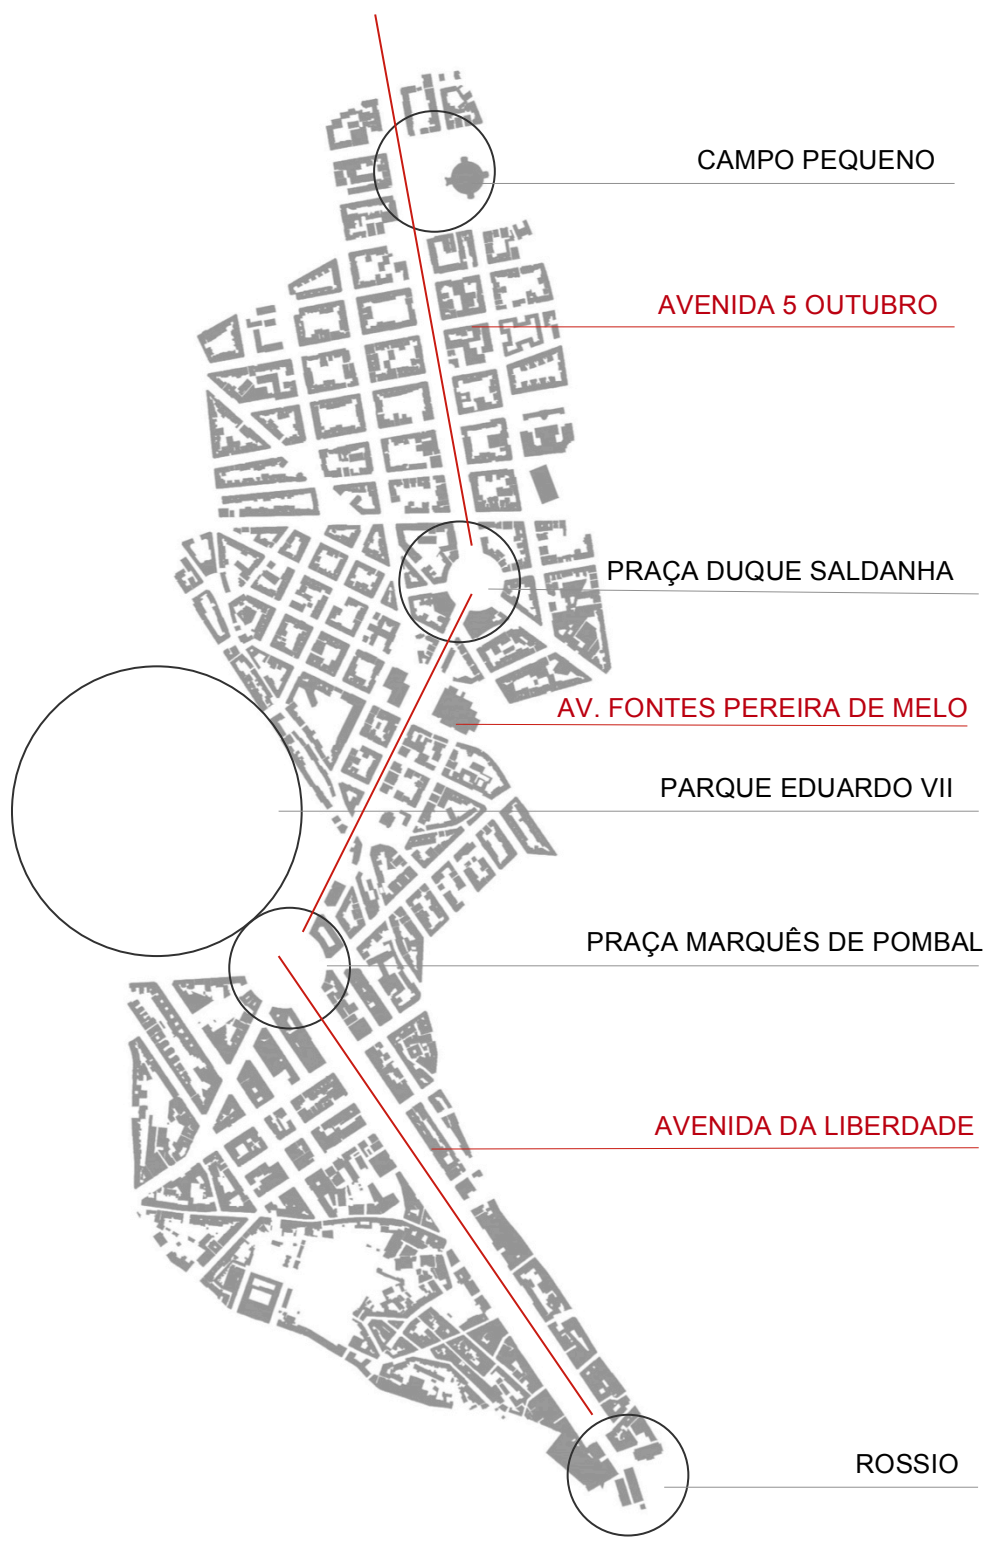 CAMPO PEQUENO
AVENIDA 5 OUTUBRO
PRAÇA DUQUE SALDANHA
AV. FONTES PEREIRA DE MELO
PARQUE EDUARDO VII
PRAÇA MARQUÊS DE POMBAL
AVENIDA DA LIBERDADE
ROSSIO